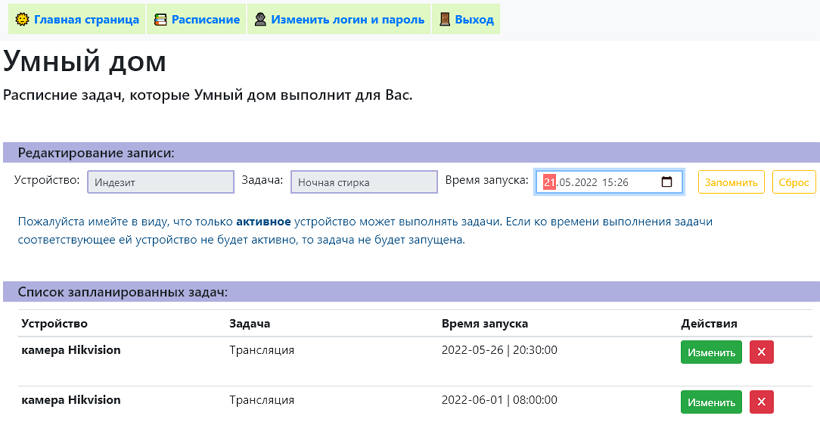 Главная страница Расписание Изменить логин и пароль Выход
Умный дом
Расписние задач, которые Умный дом выполнит для Вас.
Редактирование записи:
Устройство: Индезит Задача: Ночная стирка Время запуска: 21.05.2022 15:26 Запомнить Сброс
Пожалуйста имейте в виду, что только активное устройство может выполнять задачи. Если ко времени выполнения задачи
соответствующее ей устройство не будет активно, то задача не будет запущена.
Список запланированных задач:
Устройство Задача Время запуска Действия
камера Hikvision Трансляция 2022-05-26 | 20:30:00 Изменить X
камера Hikvision Трансляция 2022-06-01 | 08:00:00 Изменить X